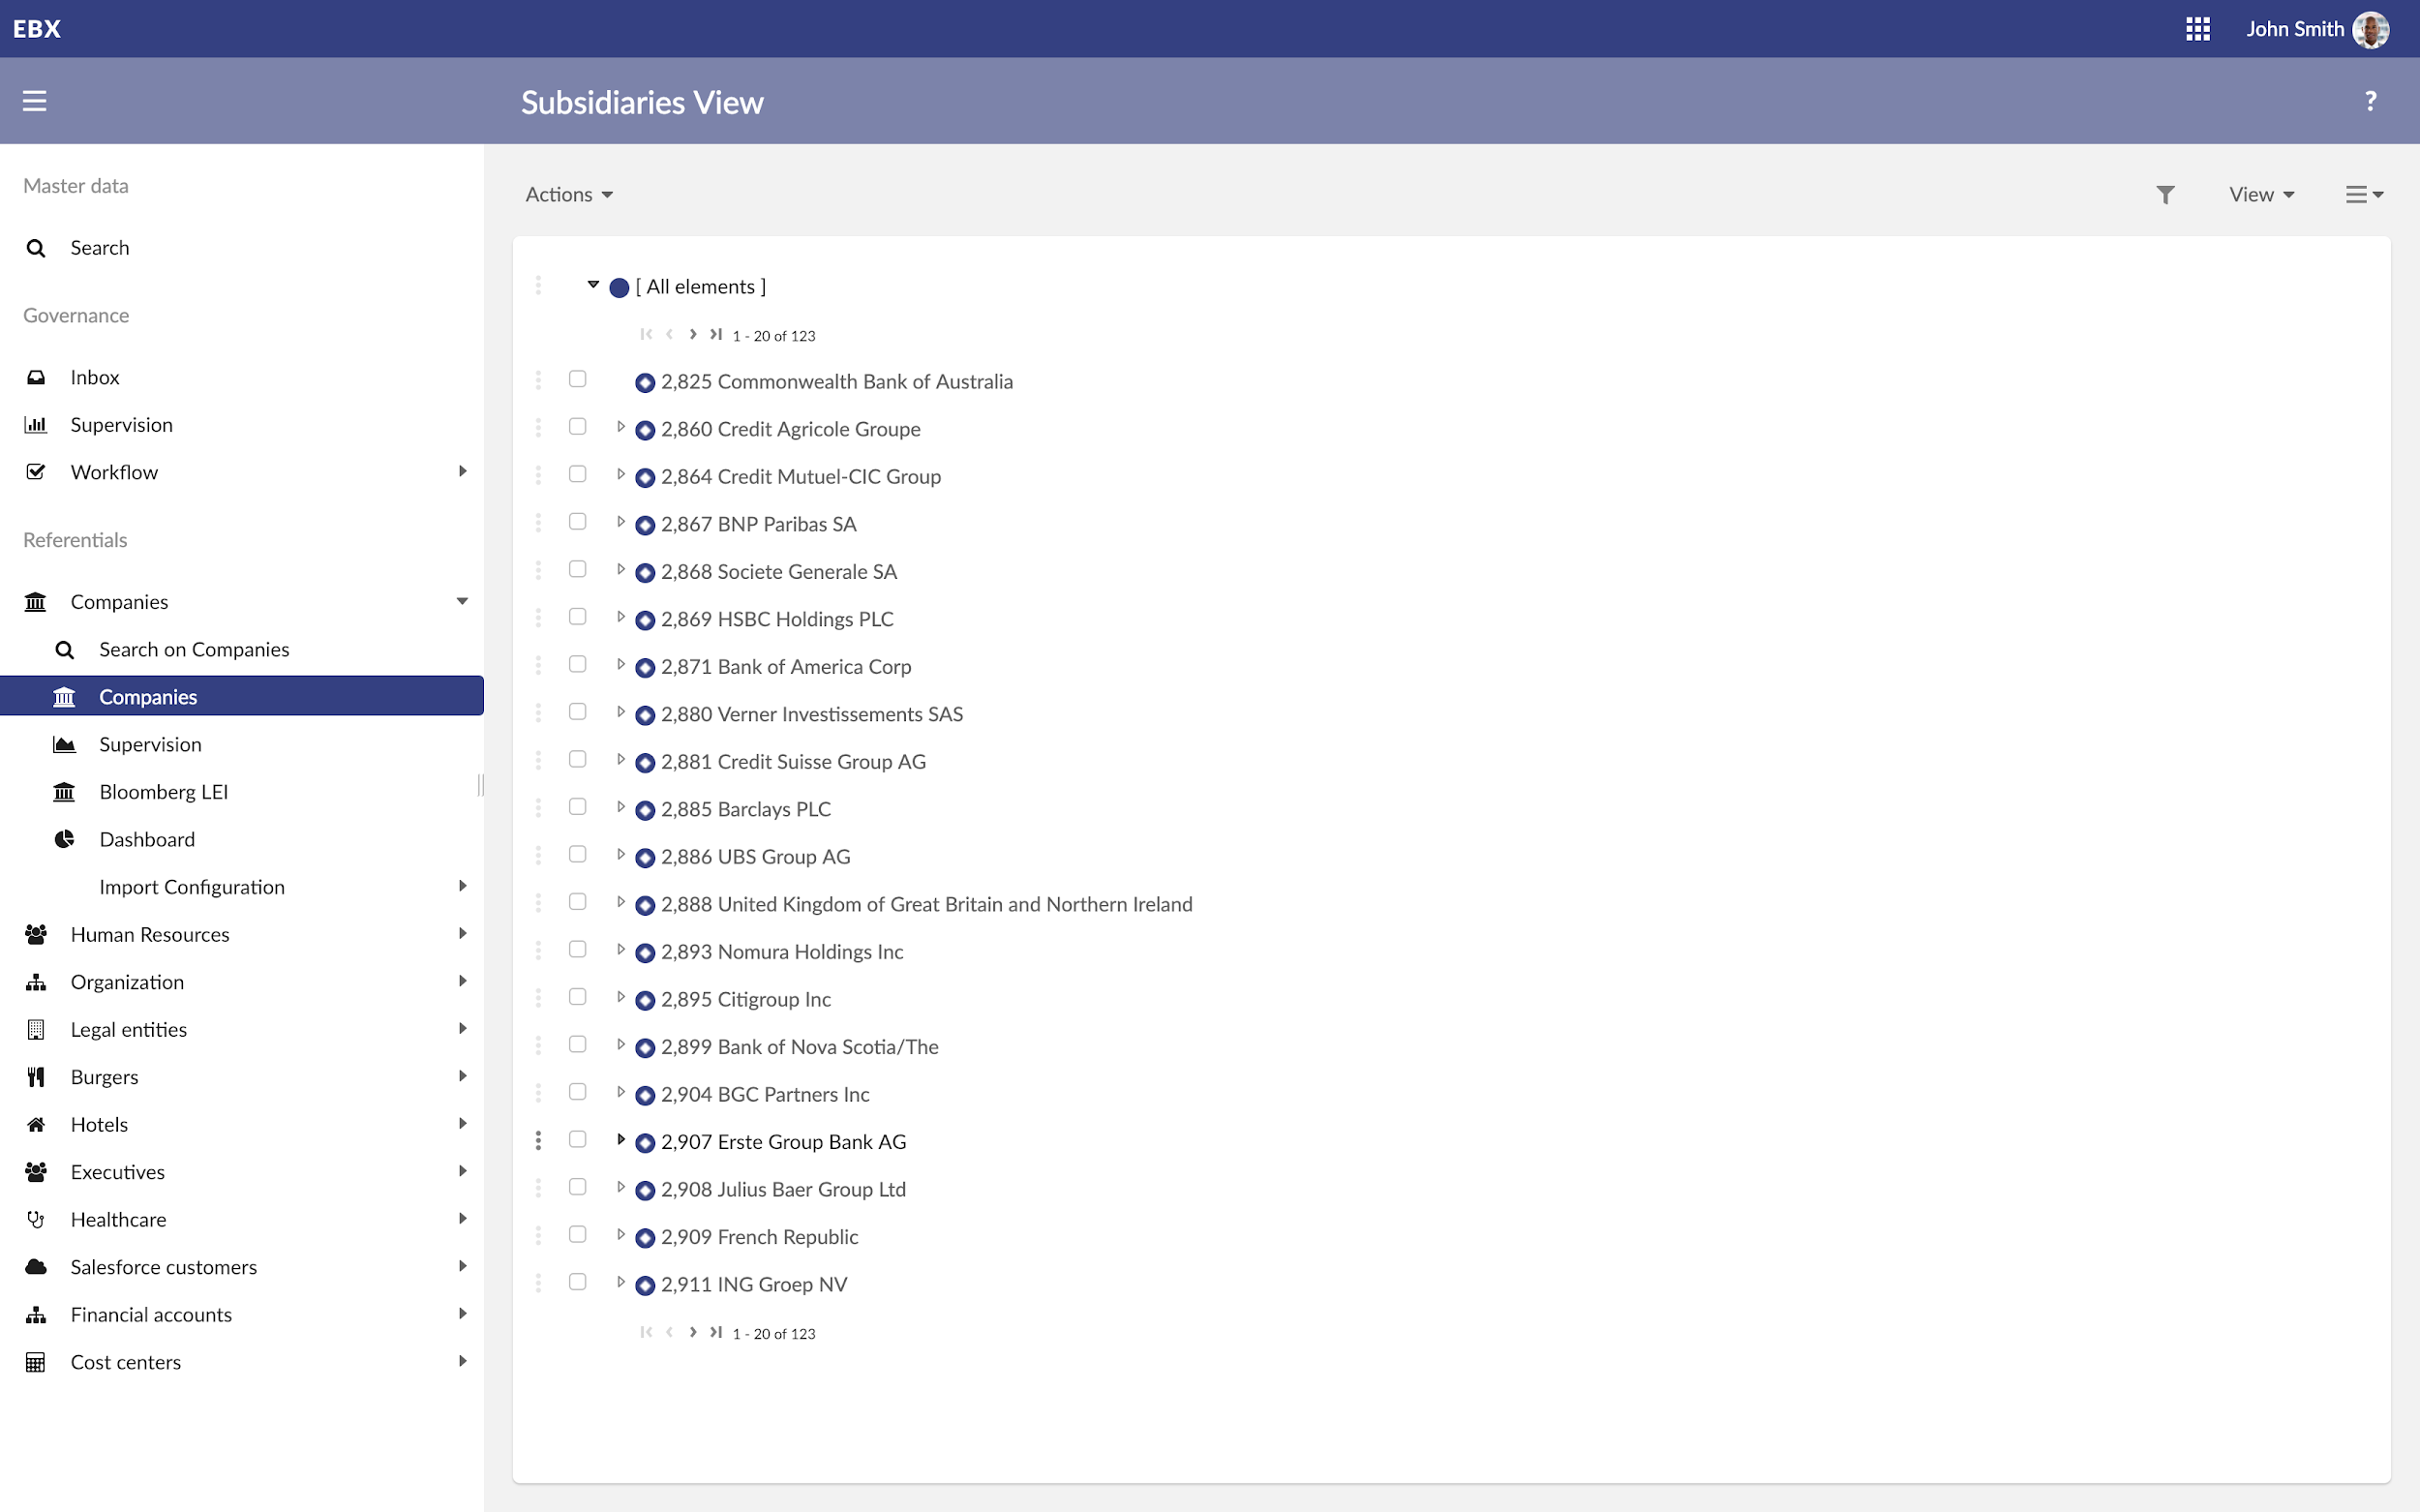 EBX
John Smith
Subsidiaries View
?
Master data
Search
Governance
Inbox
Supervision
Workflow
Referentials
Companies
Search on Companies
Companies
Supervision
Bloomberg LEI
Dashboard
Import Configuration
Human Resources
Organization
Legal entities
Burgers
Hotels
Executives
Healthcare
Salesforce customers
Financial accounts
Cost centers
Actions
View
[ All elements ]
1 - 20 of 123
2,825 Commonwealth Bank of Australia
2,860 Credit Agricole Groupe
2,864 Credit Mutuel-CIC Group
2,867 BNP Paribas SA
2,868 Societe Generale SA
2,869 HSBC Holdings PLC
2,871 Bank of America Corp
2,880 Verner Investissements SAS
2,881 Credit Suisse Group AG
2,885 Barclays PLC
2,886 UBS Group AG
2,888 United Kingdom of Great Britain and Northern Ireland
2,893 Nomura Holdings Inc
2,895 Citigroup Inc
2,899 Bank of Nova Scotia/The
2,904 BGC Partners Inc
2,907 Erste Group Bank AG
2,908 Julius Baer Group Ltd
2,909 French Republic
2,911 ING Groep NV
1 - 20 of 123